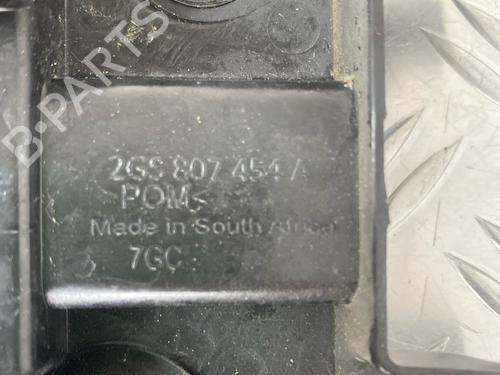 B-PARTS
2GS 807 454 A
POM
Made in South Africa
7GC